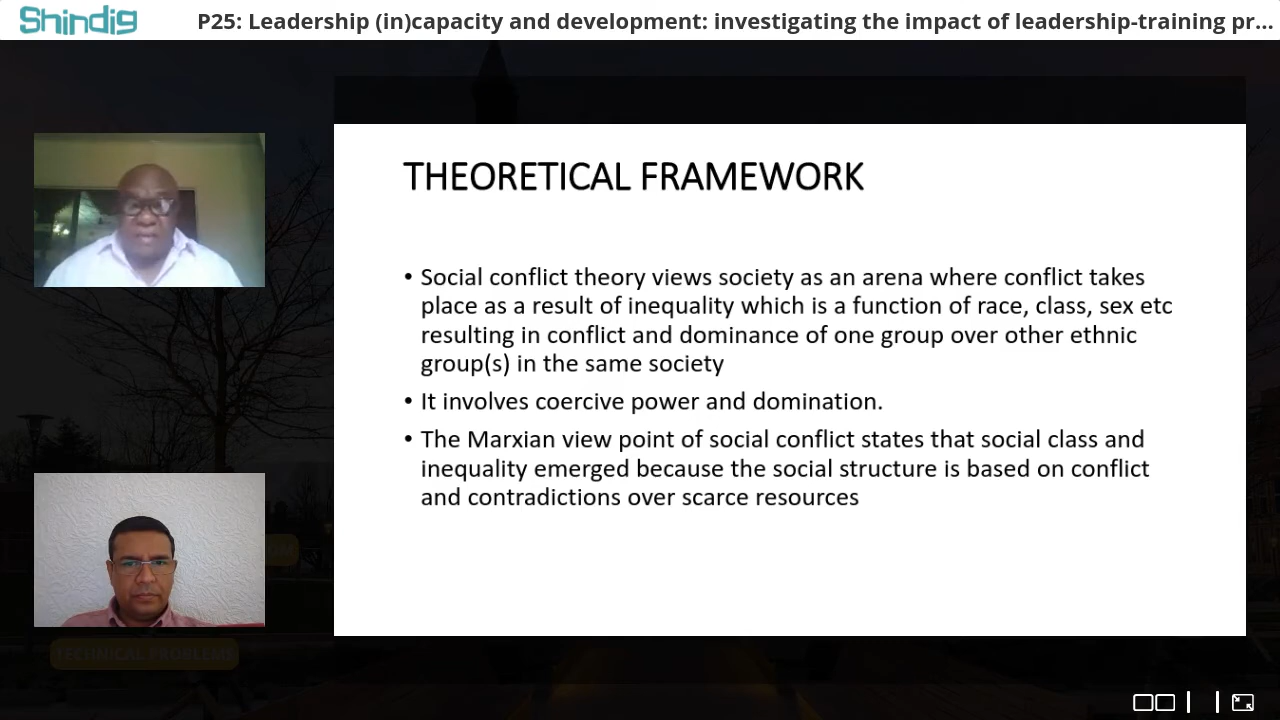 Shindig
P25: Leadership (in)capacity and development: investigating the impact of leadership-training pr...
THEORETICAL FRAMEWORK
• Social conflict theory views society as an arena where conflict takes
place as a result of inequality which is a function of race, class, sex etc
resulting in conflict and dominance of one group over other ethnic
group(s) in the same society
• It involves coercive power and domination.
• The Marxian view point of social conflict states that social class and
inequality emerged because the social structure is based on conflict
and contradictions over scarce resources
TECHNICAL PROBLEMS